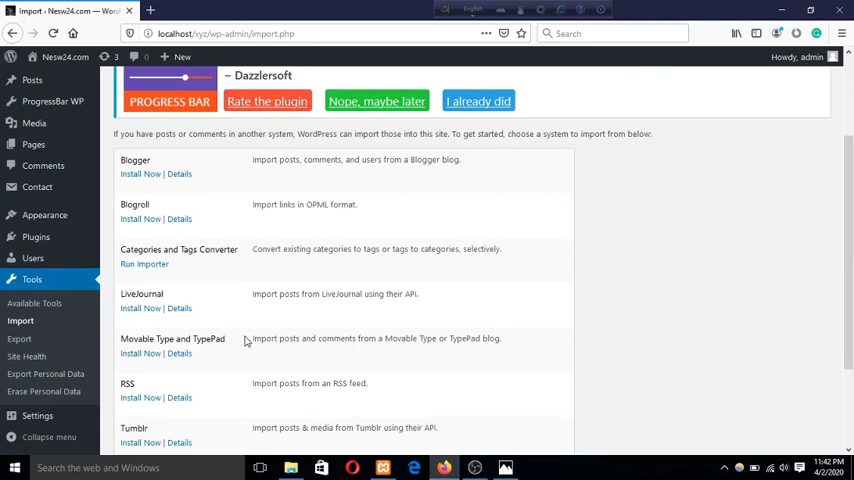 Import ‹ Nesw24.com — WordP
English
localhost/xyz/wp-admin/import.php
Search
Nesw24.com
3
0
New
Howdy, admin
Posts
ProgressBar WP
Media
Pages
Comments
Contact
Appearance
Plugins
Users
Tools
Available Tools
Import
Export
Site Health
Export Personal Data
Erase Personal Data
Settings
Collapse menu
~ Dazzlersoft
PROGRESS BAR
Rate the plugin
Nope, maybe later
I already did
If you have posts or comments in another system, WordPress can import those into this site. To get started, choose a system to import from below:
Blogger Import posts, comments, and users from a Blogger blog.
Install Now | Details
Blogroll Import links in OPML format.
Install Now | Details
Categories and Tags Converter Convert existing categories to tags or tags to categories, selectively.
Run Importer
LiveJournal Import posts from LiveJournal using their API.
Install Now | Details
Movable Type and TypePad Import posts and comments from a Movable Type or TypePad blog.
Install Now | Details
RSS Import posts from an RSS feed.
Install Now | Details
Tumblr Import posts & media from Tumblr using their API.
Install Now | Details
Search the web and Windows
11:42 PM
4/2/2020